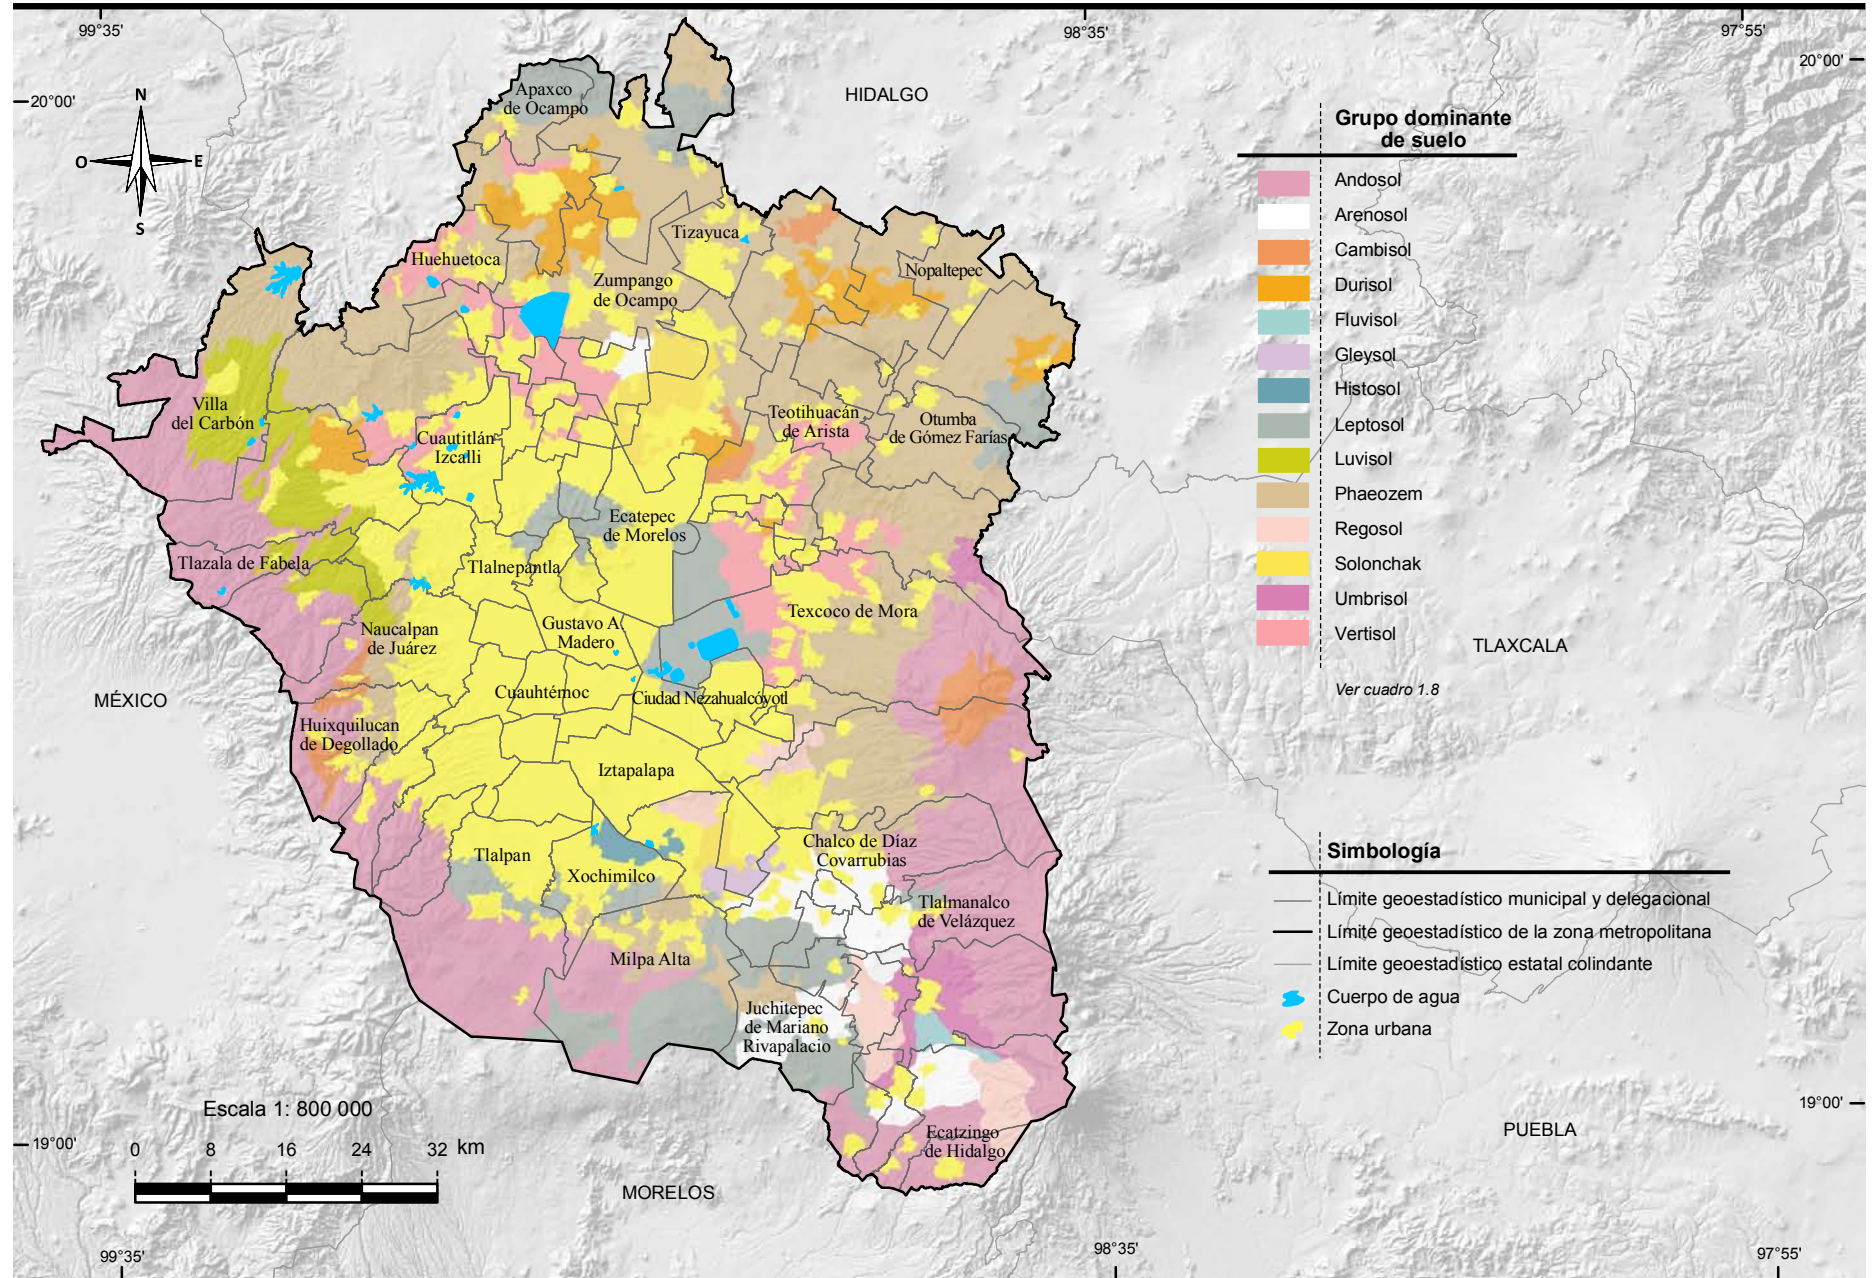 99°35'
98°35'
97°55'
20°00'
20°00'
N
O
E
S
HIDALGO
Apaxco
de Ocampo
Tizayuca
Huehuetoca
Zumpango
de Ocampo
Nopaltepec
Villa
del Carbón
Cuautitlán
Izcalli
Teotihuacán
de Arista
Otumba
de Gómez Farías
Ecatepec
de Morelos
Tlazala de Fabela
Tlalnepantla
Texcoco de Mora
Naucalpan
de Juárez
Gustavo A.
Madero
Cuauhtémoc
Ciudad Nezahualcóyotl
MÉXICO
Huixquilucan
de Degollado
Iztapalapa
Tlalpan
Xochimilco
Chalco de Díaz
Covarrubias
Tlalmanalco
de Velázquez
Milpa Alta
Juchitepec
de Mariano
Rivapalacio
Ecatzingo
de Hidalgo
MORELOS
TLAXCALA
PUEBLA
Grupo dominante
de suelo
Andosol
Arenosol
Cambisol
Durisol
Fluvisol
Gleysol
Histosol
Leptosol
Luvisol
Phaeozem
Regosol
Solonchak
Umbrisol
Vertisol
Ver cuadro 1.8
Simbología
Límite geoestadístico municipal y delegacional
Límite geoestadístico de la zona metropolitana
Límite geoestadístico estatal colindante
Cuerpo de agua
Zona urbana
Escala 1: 800 000
0 8 16 24 32 km
19°00'
19°00'
99°35'
98°35'
97°55'